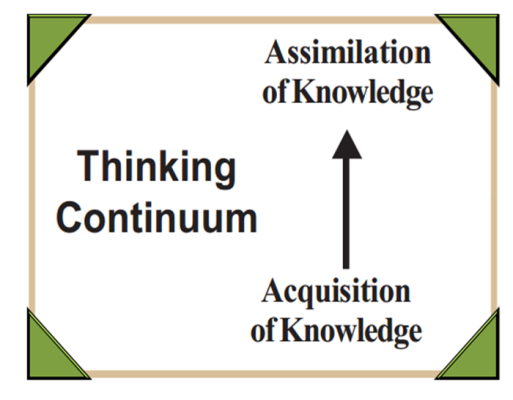 Assimilation
of Knowledge
Thinking
Continuum
Acquisition
of Knowledge